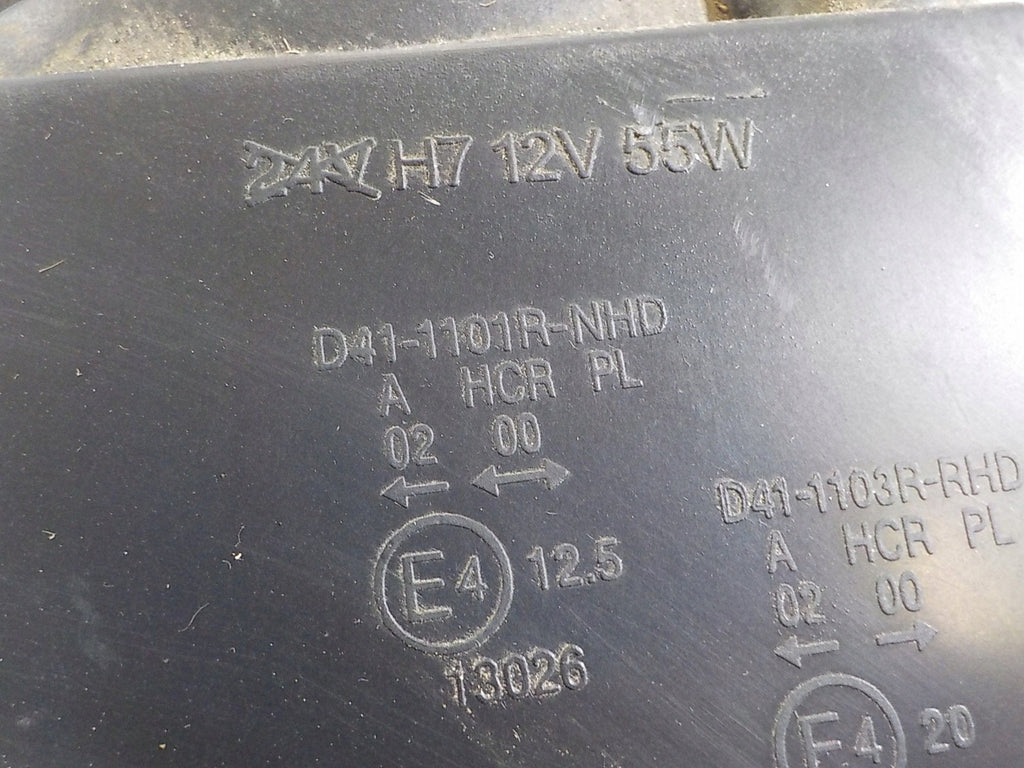 24V H7 12V 55W
D41-1101R-NHD
A HCR PL
02 00
E4 12.5
13026
D41-1103R-RHD
A HCR PL
02 00
E4 20